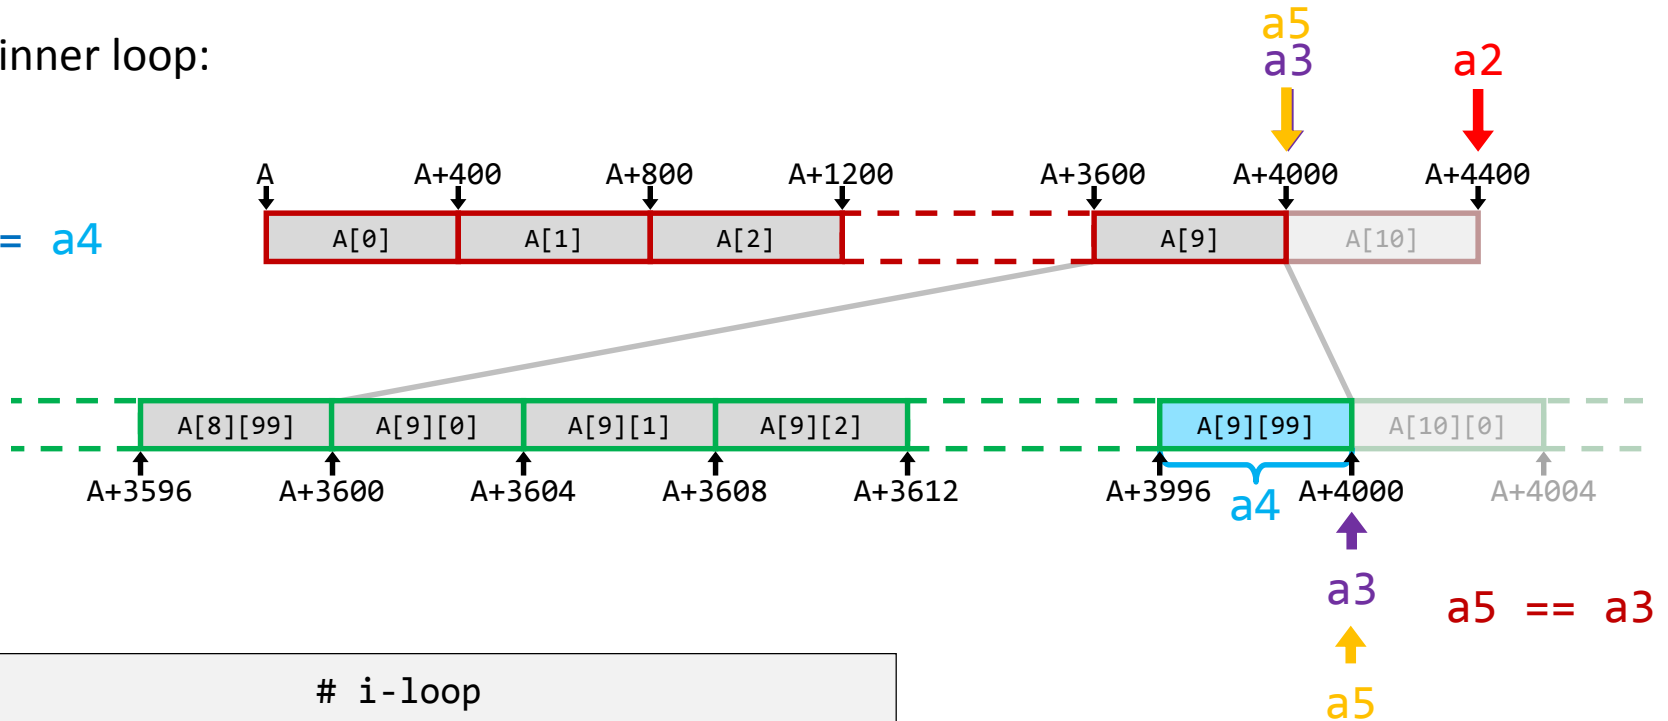 a5
inner loop:
a3
a2
A A+400 A+800 A+1200 A+3600 A+4000 A+4400
= a4
A[0] A[1] A[2] A[9] A[10]
A[8][99] A[9][0] A[9][1] A[9][2] A[9][99] A[10][0]
A+3596 A+3600 A+3604 A+3608 A+3612 A+3996 A+4000 A+4004
a4
a3
a5 == a3
# i-loop
a5